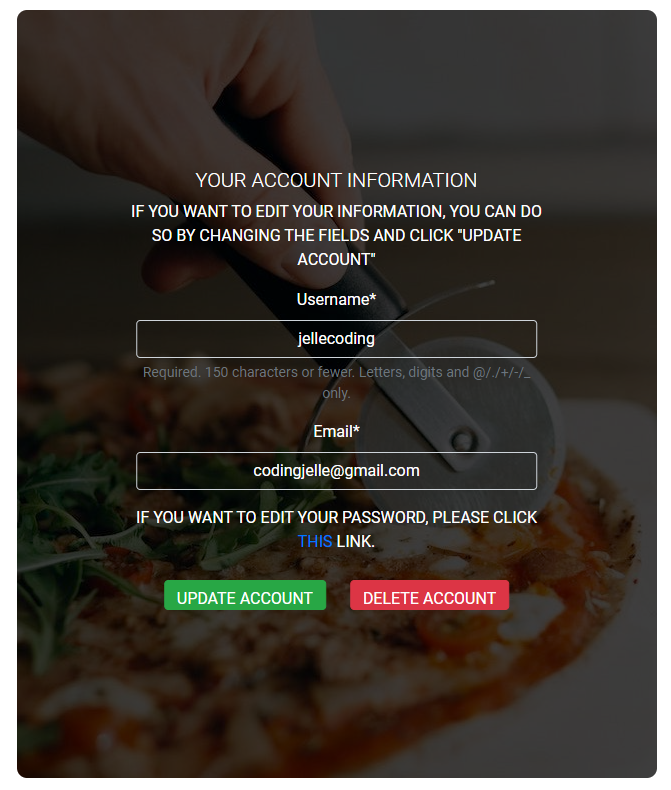 YOUR ACCOUNT INFORMATION
IF YOU WANT TO EDIT YOUR INFORMATION, YOU CAN DO
SO BY CHANGING THE FIELDS AND CLICK "UPDATE
ACCOUNT"
Username*
jellecoding
Required. 150 characters or fewer. Letters, digits and @/./+/-/_
only.
Email*
codingjelle@gmail.com
IF YOU WANT TO EDIT YOUR PASSWORD, PLEASE CLICK
THIS LINK.
UPDATE ACCOUNT DELETE ACCOUNT